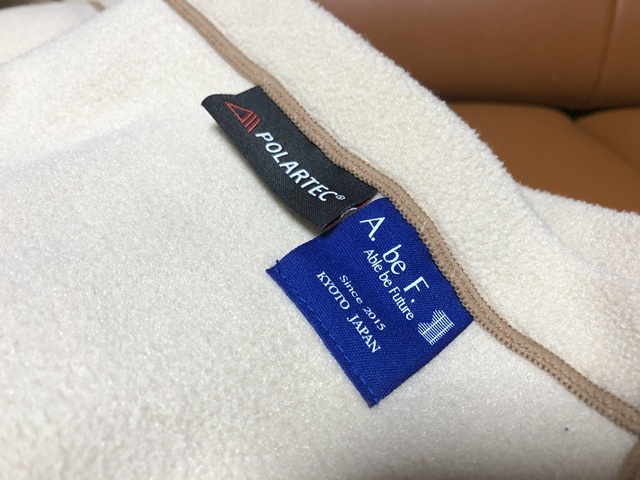 POLARTEC®
A. be F.
Able be Future
Since 2015
KYOTO JAPAN